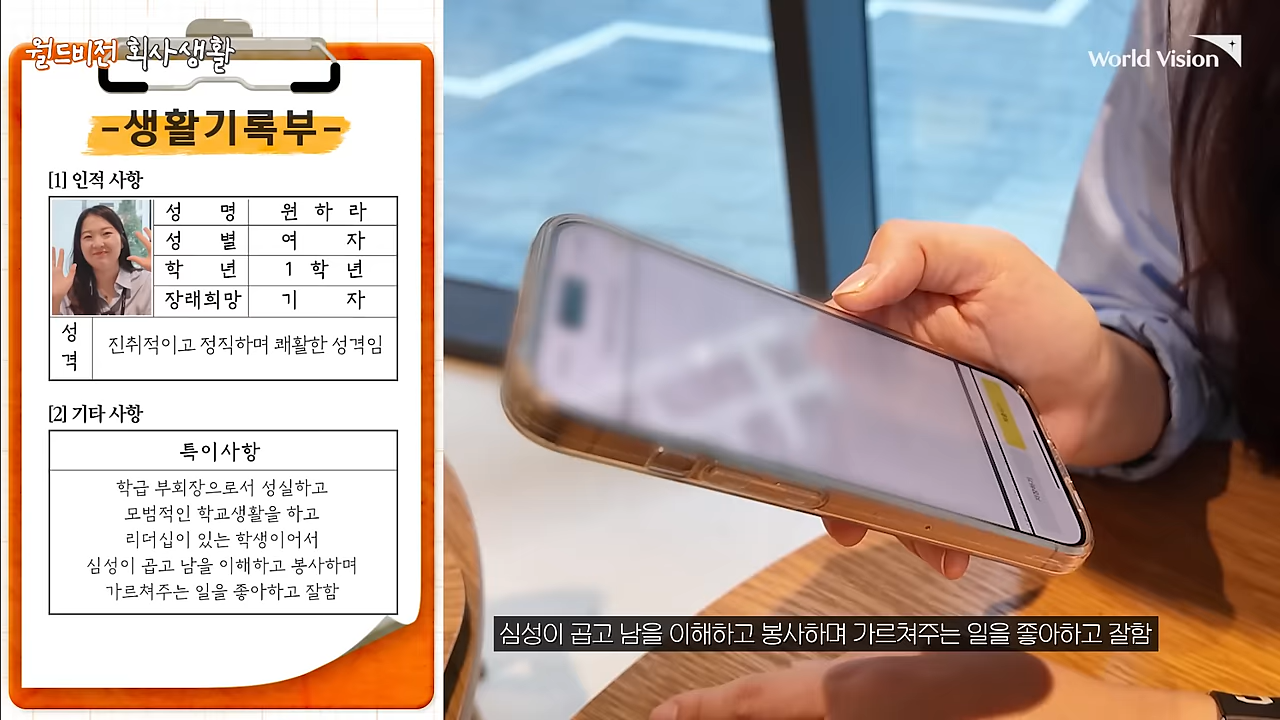 월드비전 회사생활
World Vision
-생활기록부-
[1] 인적 사항
성 명 원 하 라
성 별 여 자
학 년 1 학 년
장래희망 기 자
성격 진취적이고 정직하며 쾌활한 성격임
[2] 기타 사항
특이사항
학급 부회장으로서 성실하고
모범적인 학교생활을 하고
리더십이 있는 학생이어서
심성이 곱고 남을 이해하고 봉사하며
가르쳐주는 일을 좋아하고 잘함
심성이 곱고 남을 이해하고 봉사하며 가르쳐주는 일을 좋아하고 잘함